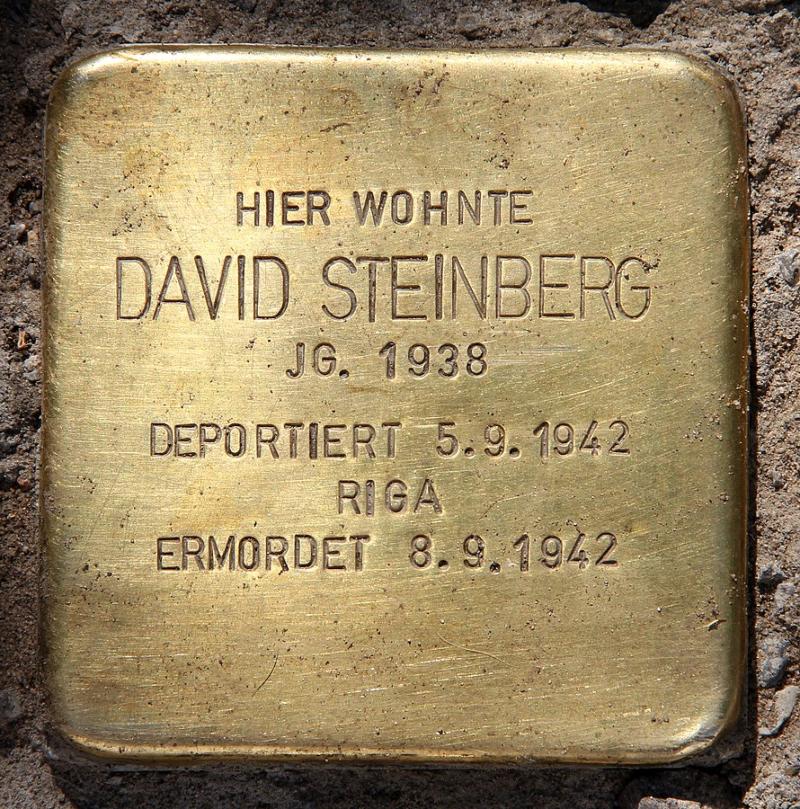 HIER WOHNTE
DAVID STEINBERG
JG. 1938
DEPORTIERT 5.9.1942
RIGA
ERMORDET 8.9.1942